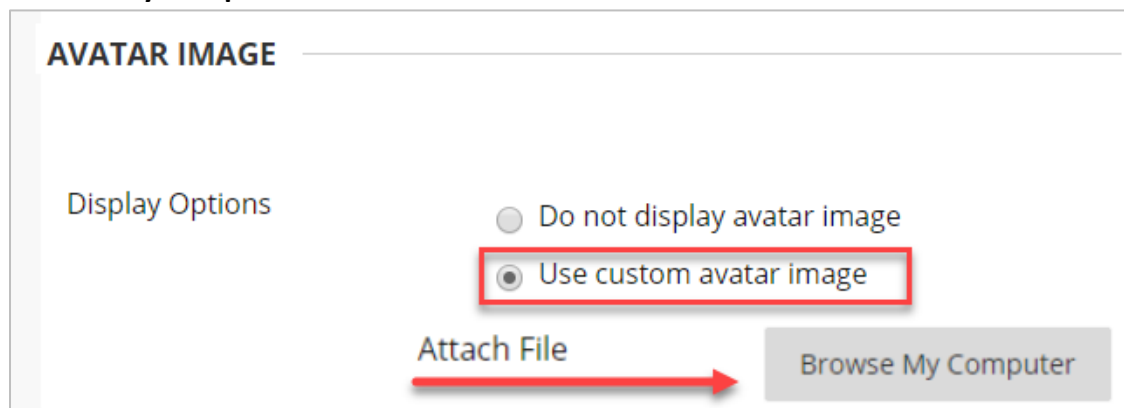 AVATAR IMAGE
Display Options
Do not display avatar image
Use custom avatar image
Attach File
Browse My Computer